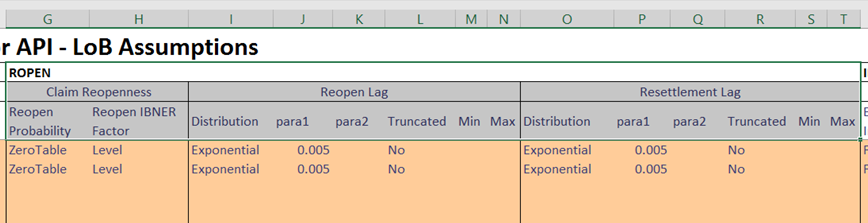 G H I J K L M N O P Q R S T
r API - LoB Assumptions
ROPEN
Claim Reopenness Reopen Lag Resettlement Lag
Reopen Probability Reopen IBNER Factor Distribution para1 para2 Truncated Min Max Distribution para1 para2 Truncated Min Max
ZeroTable Level Exponential 0.005 No Exponential 0.005 No
ZeroTable Level Exponential 0.005 No Exponential 0.005 No